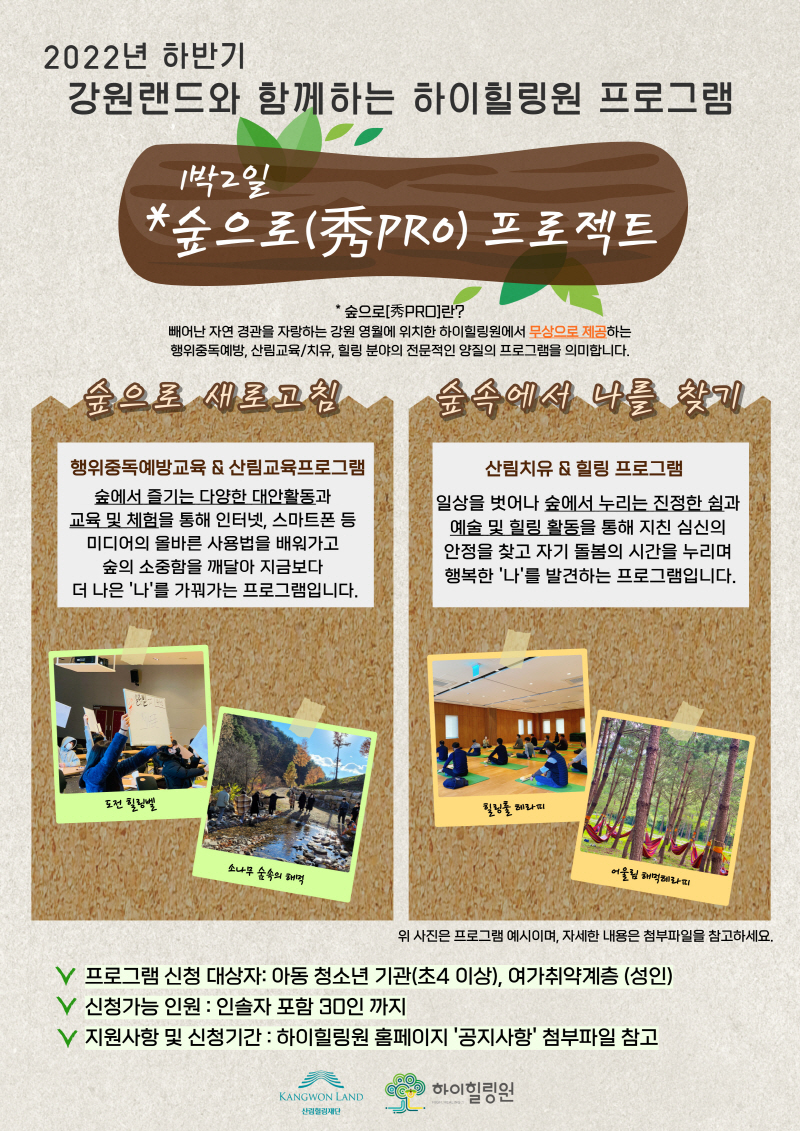 2022년 하반기
강원랜드와 함께하는 하이힐링원 프로그램
1박2일
*숲으로(秀PRO) 프로젝트
* 숲으로[秀PRO]란?
빼어난 자연 경관을 자랑하는 강원 영월에 위치한 하이힐링원에서 무상으로 제공하는
행위중독예방, 산림교육/치유, 힐링 분야의 전문적인 양질의 프로그램을 의미합니다.
숲으로 새로고침
행위중독예방교육 & 산림교육프로그램
숲에서 즐기는 다양한 대안활동과
교육 및 체험을 통해 인터넷, 스마트폰 등
미디어의 올바른 사용법을 배워가고
숲의 소중함을 깨달아 지금보다
더 나은 '나'를 가꿔가는 프로그램입니다.
도전 힐링벨
소나무 숲속의 해먹
숲속에서 나를 찾기
산림치유 & 힐링 프로그램
일상을 벗어나 숲에서 누리는 진정한 쉼과
예술 및 힐링 활동을 통해 지친 심신의
안정을 찾고 자기 돌봄의 시간을 누리며
행복한 '나'를 발견하는 프로그램입니다.
힐링풀 테라피
어울림 해먹테라피
위 사진은 프로그램 예시이며, 자세한 내용은 첨부파일을 참고하세요.
프로그램 신청 대상자: 아동 청소년 기관(초4 이상), 여가취약계층 (성인)
신청가능 인원 : 인솔자 포함 30인 까지
지원사항 및 신청기간 : 하이힐링원 홈페이지 '공지사항' 첨부파일 참고
KANGWON LAND
산림힐링재단
하이힐링원